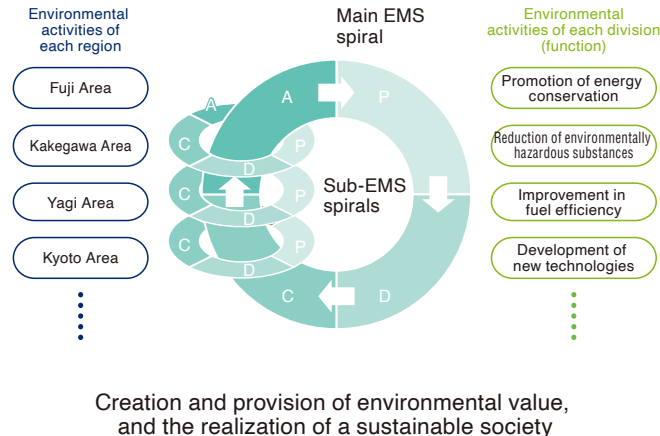 Environmental
activities of
each region
Fuji Area
Kakegawa Area
Yagi Area
Kyoto Area
Main EMS
spiral
A
P
A
C
P
D
Sub-EMS
spirals
C
P
D
C
P
D
C
D
Environmental
activities of each division
(function)
Promotion of energy
conservation
Reduction of environmentally
hazardous substances
Improvement in
fuel efficiency
Development of
new technologies
Creation and provision of environmental value,
and the realization of a sustainable society